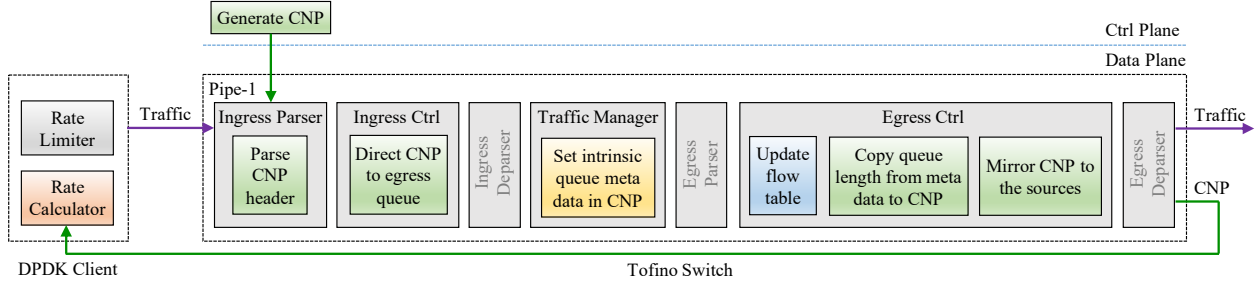 Generate CNP
Ctrl Plane
Data Plane
Pipe-1
Rate
Limiter
Rate
Calculator
DPDK Client
Traffic
Ingress Parser
Parse
CNP
header
Ingress Ctrl
Direct CNP
to egress
queue
Ingress
Deparser
Traffic Manager
Set intrinsic
queue meta
data in CNP
Egress
Parser
Egress Ctrl
Update
flow
table
Copy queue
length from meta
data to CNP
Mirror CNP to
the sources
Egress
Deparser
Traffic
CNP
Tofino Switch